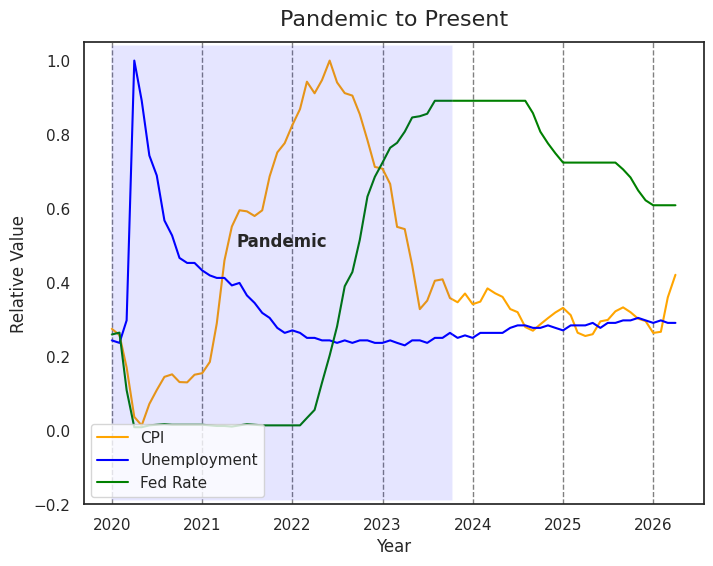 Pandemic to Present
1.0
0.8
0.6
0.4
0.2
0.0
−0.2
Relative Value
Pandemic
CPI
Unemployment
Fed Rate
2020 2021 2022 2023 2024 2025 2026
Year